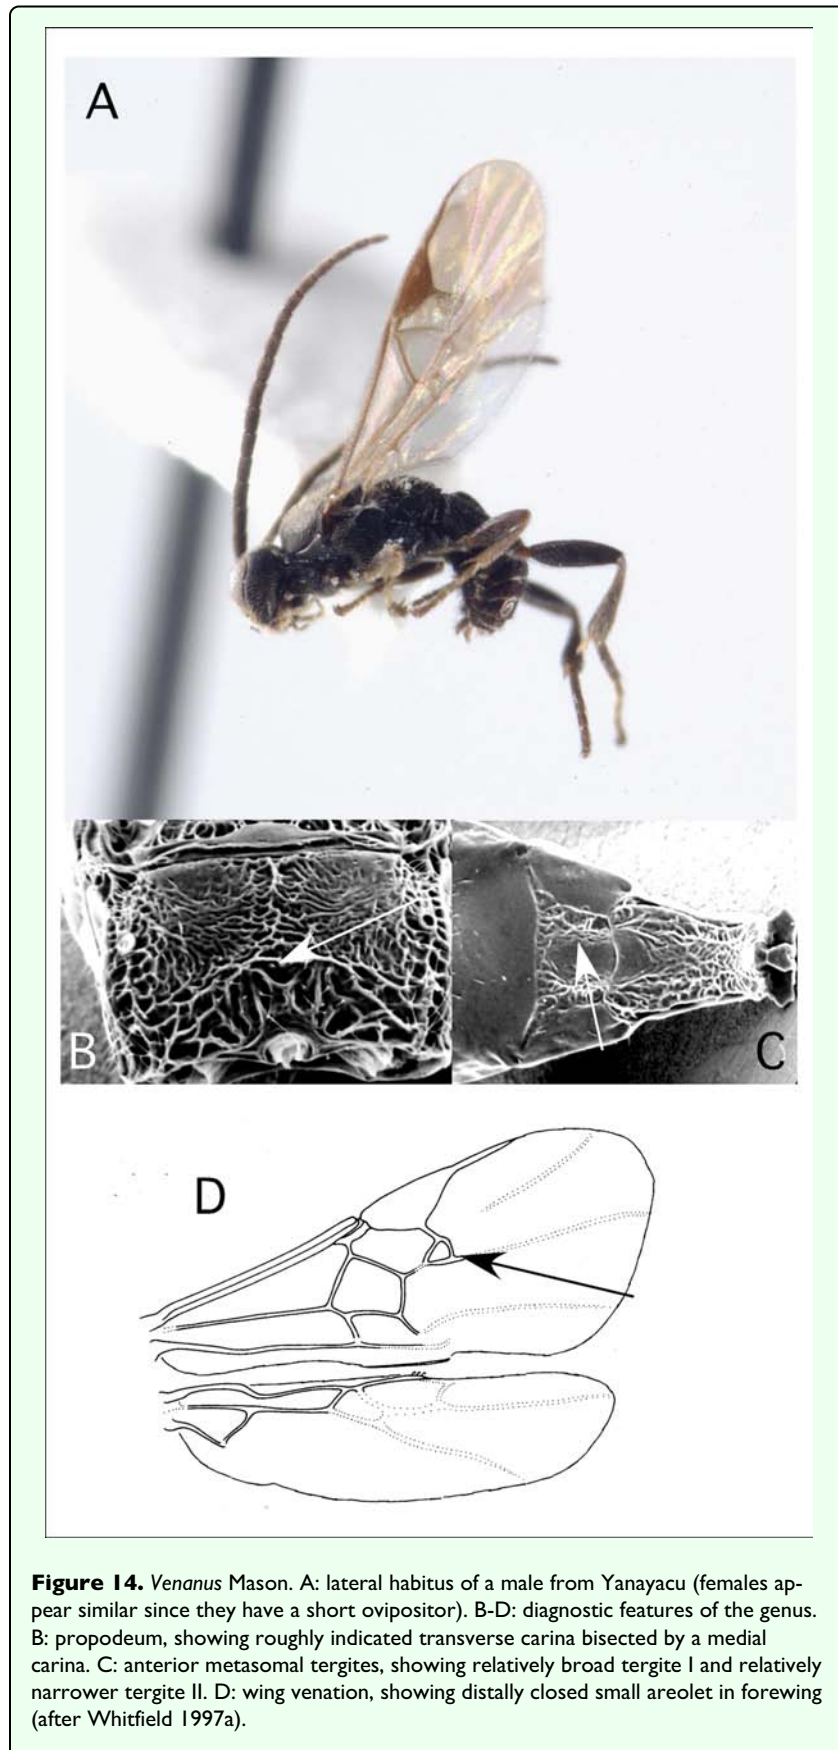 A
B
C
D
Figure 14. Venanus Mason. A: lateral habitus of a male from Yanayacu (females ap-
pear similar since they have a short ovipositor). B-D: diagnostic features of the genus.
B: propodeum, showing roughly indicated transverse carina bisected by a medial
carina. C: anterior metasomal tergites, showing relatively broad tergite I and relatively
narrower tergite II. D: wing venation, showing distally closed small areolet in forewing
(after Whitfield 1997a).